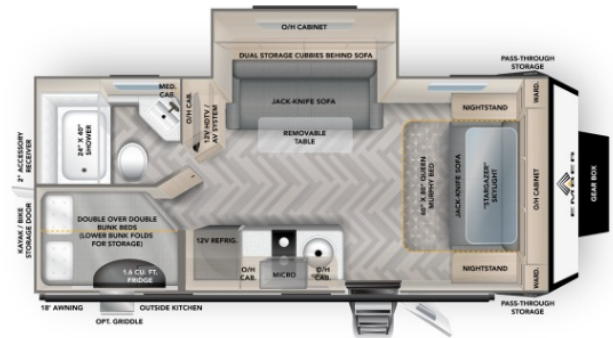 O/H CABINET
DUAL STORAGE CUBBIES BEHIND SOFA
JACK-KNIFE SOFA
REMOVABLE
TABLE
MED.
CAB.
O/H CAB.
12V HDTV /
AV SYSTEM
24" X 40"
SHOWER
2" ACCESSORY
RECEIVER
KAYAK / BIKE
STORAGE DOOR
DOUBLE OVER DOUBLE
BUNK BEDS
(LOWER BUNK FOLDS
FOR STORAGE)
1.6 CU. FT.
FRIDGE
18' AWNING
OUTSIDE KITCHEN
OPT. GRIDDLE
12V REFRIG.
O/H
CAB.
MICRO
O/H
CAB.
PASS-THROUGH
STORAGE
WARD.
NIGHTSTAND
60" X 80" QUEEN
MURPHY BED
JACK-KNIFE SOFA
"STARGAZER"
SKYLIGHT
O/H CABINET
EMBER
GEAR BOX
NIGHTSTAND
WARD.
PASS-THROUGH
STORAGE